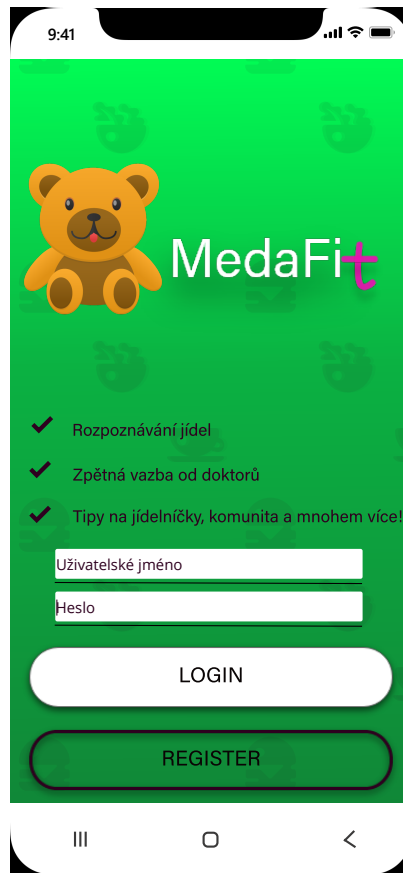 9:41
MedaFit
Rozpoznávání jídel
Zpětná vazba od doktorů
Tipy na jídelníčky, komunita a mnohem více!
Uživatelské jméno
Heslo
LOGIN
REGISTER